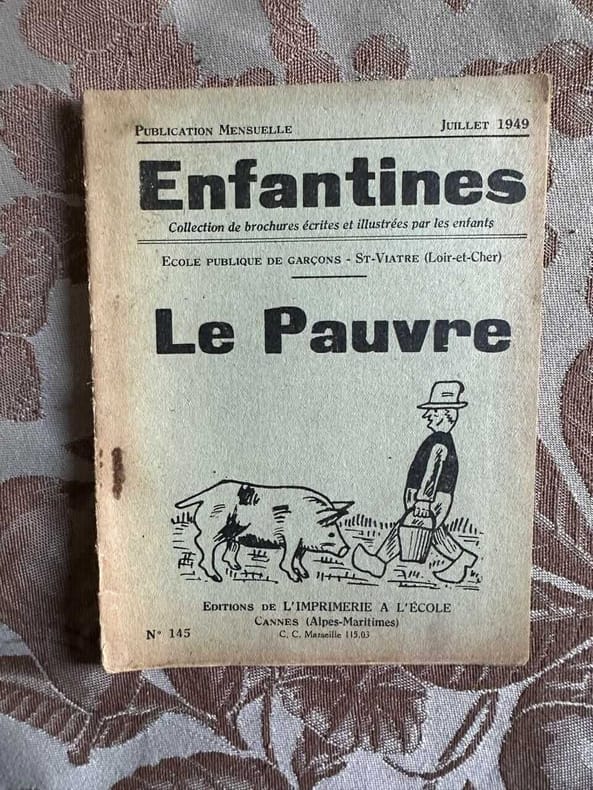 Publication Mensuelle Juillet 1949
Enfantines
Collection de brochures écrites et illustrées par les enfants
Ecole publique de garçons - St-Viatre (Loir-et-Cher)
Le Pauvre
Editions de L'IMPRIMERIE A L'ÉCOLE
Cannes (Alpes-Maritimes)
N° 145 C. C. Marseille 115.03